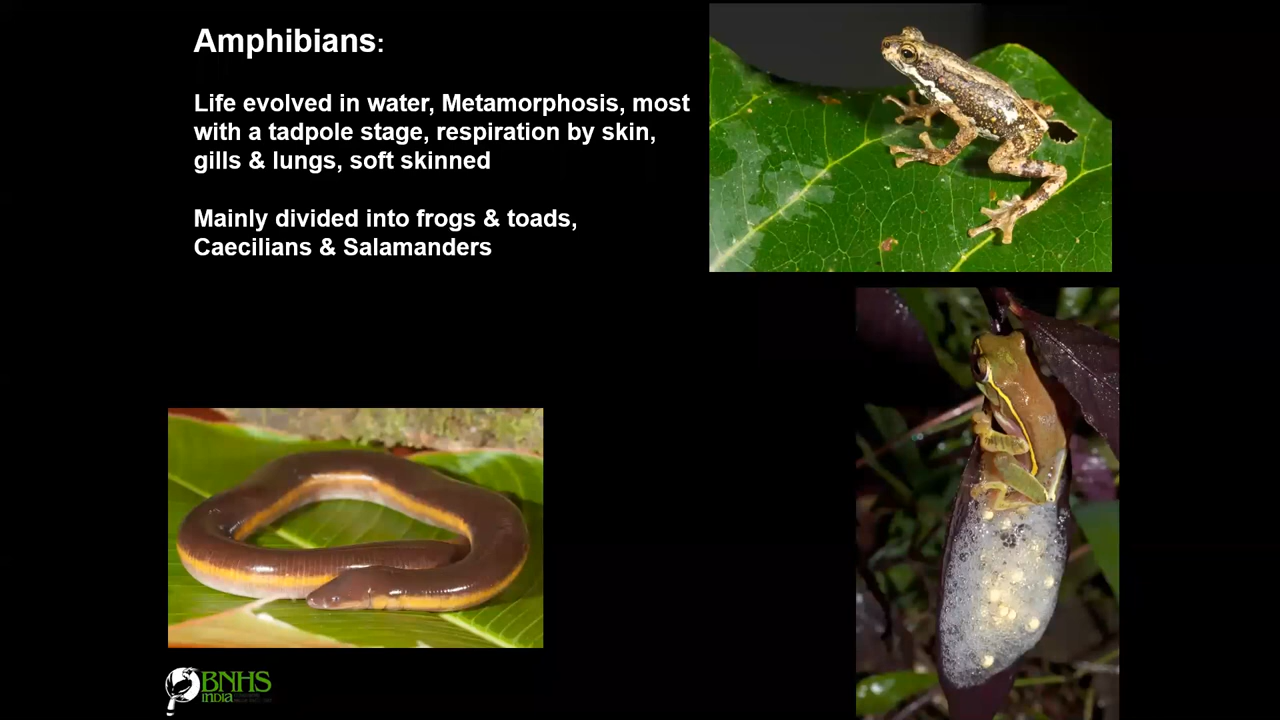 Amphibians:
Life evolved in water, Metamorphosis, most
with a tadpole stage, respiration by skin,
gills & lungs, soft skinned
Mainly divided into frogs & toads,
Caecilians & Salamanders
BNHS
INDIA